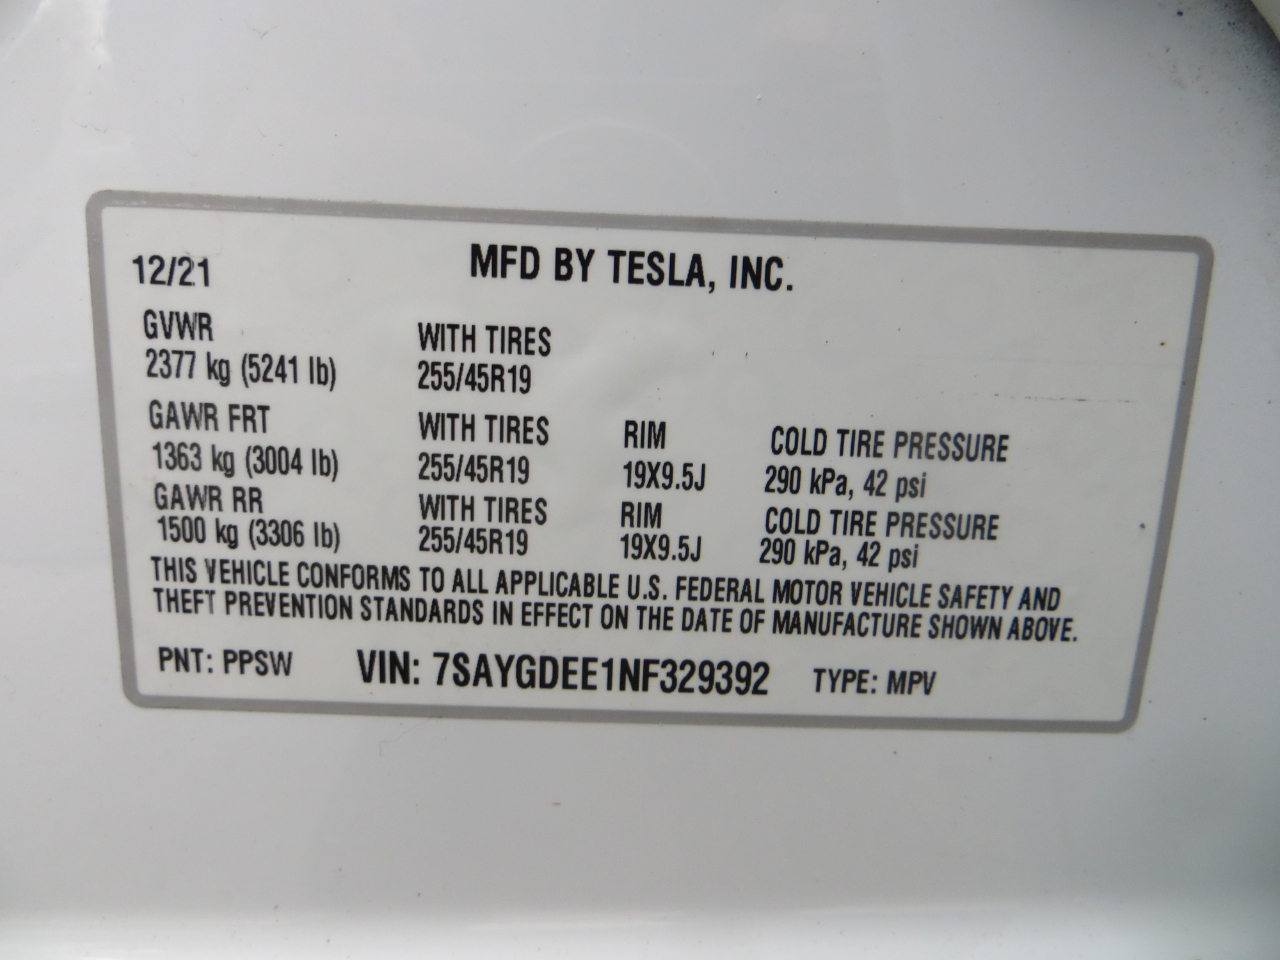 12/21 MFD BY TESLA, INC.
GVWR WITH TIRES
2377 kg (5241 lb) 255/45R19
GAWR FRT WITH TIRES RIM COLD TIRE PRESSURE
1363 kg (3004 lb) 255/45R19 19X9.5J 290 kPa, 42 psi
GAWR RR WITH TIRES RIM COLD TIRE PRESSURE
1500 kg (3306 lb) 255/45R19 19X9.5J 290 kPa, 42 psi
THIS VEHICLE CONFORMS TO ALL APPLICABLE U.S. FEDERAL MOTOR VEHICLE SAFETY AND
THEFT PREVENTION STANDARDS IN EFFECT ON THE DATE OF MANUFACTURE SHOWN ABOVE.
PNT: PPSW VIN: 7SAYGDEE1NF329392 TYPE: MPV